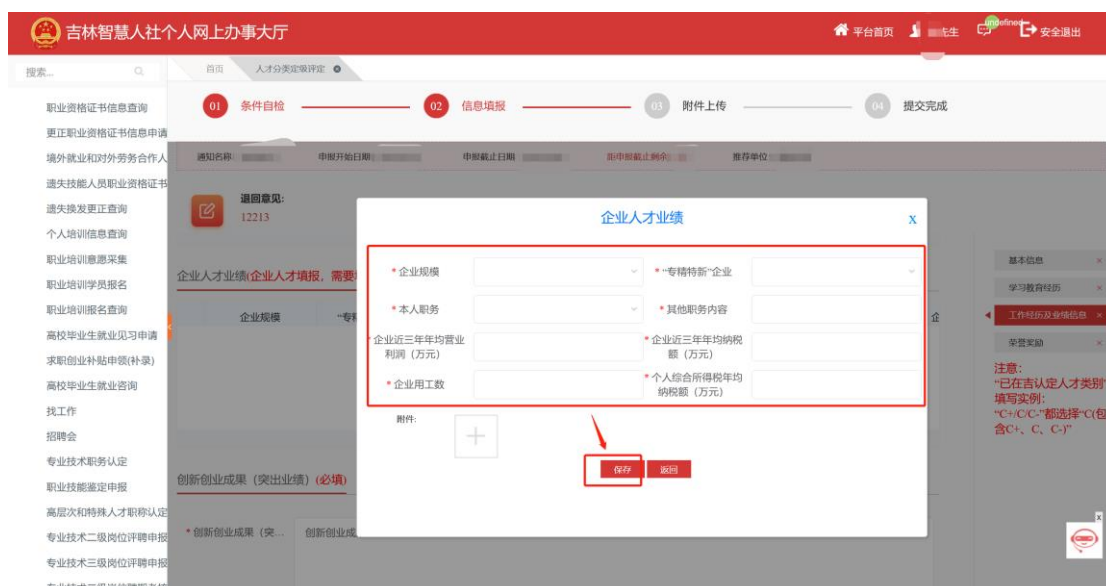 吉林智慧人社个人网上办事大厅
平台首页 先生 undefined 安全退出
搜索...
首页 人才分类定级评定
职业资格证书信息查询
更正职业资格证书信息申请
境外就业和对外劳务合作人
遗失技能人员职业资格证书
遗失换发更正查询
个人培训信息查询
职业培训意愿采集
职业培训学员报名
职业培训报名查询
高校毕业生就业见习申请
求职创业补贴申领(补录)
高校毕业生就业咨询
找工作
招聘会
专业技术职务认定
职业技能鉴定申报
高层次和特殊人才职称认定
专业技术二级岗位评聘申报
专业技术三级岗位评聘申报
01 条件自检 02 信息填报 03 附件上传 04 提交完成
通知名称: 申报开始日期: 申报截止日期: 距申报截止剩余: 推荐单位:
退回意见:
12213
企业人才业绩(企业人才填报，需要
企业规模 "专 企
企业人才业绩 x
* 企业规模 * "专精特新"企业
* 本人职务 * 其他职务内容
* 企业近三年年均营业利润（万元） * 企业近三年年均纳税额（万元）
* 企业用工数 * 个人综合所得税年均纳税额（万元）
附件:
保存 返回
创新创业成果（突出业绩）(必填)
* 创新创业成果（突... 创新创业成
基本信息 ×
学习教育经历 ×
工作经历及业绩信息 ×
荣誉奖励 ×
注意:
"已在吉认定人才类别"
填写实例:
"C+/C/C-"都选择"C(包
含C+、C、C-)"
x